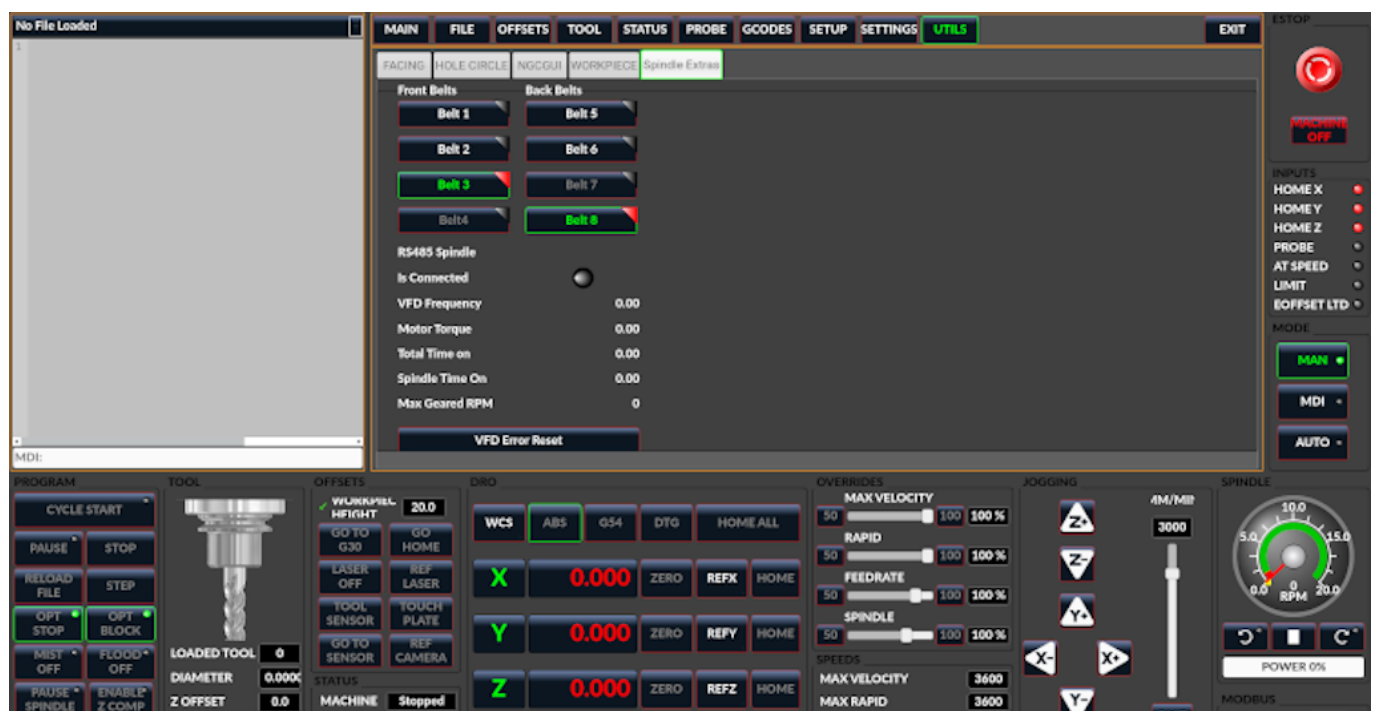 No File Loaded
1
MDI:
MAIN FILE OFFSETS TOOL STATUS PROBE GCODES SETUP SETTINGS UTILS EXIT
FACING HOLE CIRCLE NGCGUI WORKPIECE Spindle Extras
Front Belts Back Belts
Belt 1 Belt 5
Belt 2 Belt 6
Belt 3 Belt 7
Belt4 Belt 8
RS485 Spindle
Is Connected
VFD Frequency 0.00
Motor Torque 0.00
Total Time on 0.00
Spindle Time On 0.00
Max Geared RPM 0
VFD Error Reset
ESTOP
MACHINE
OFF
INPUTS
HOME X
HOME Y
HOME Z
PROBE
AT SPEED
LIMIT
EOFFSET LTD
MODE
MAN
MDI
AUTO
PROGRAM
CYCLE START
PAUSE STOP
RELOAD
FILE
STEP
OPT
STOP
OPT
BLOCK
MIST
OFF
FLOOD
OFF
PAUSE
SPINDLE
ENABLE
Z COMP
TOOL
LOADED TOOL 0
DIAMETER 0.000
Z OFFSET 0.0
OFFSETS
WORKPIEC
HEIGHT
20.0
GO TO
G30
GO
HOME
LASER
OFF
REF
LASER
TOOL
SENSOR
TOUCH
PLATE
GO TO
SENSOR
REF
CAMERA
STATUS
MACHINE Stopped
DRO
WCS ABS G54 DTG HOME ALL
X 0.000 ZERO REFX HOME
Y 0.000 ZERO REFY HOME
Z 0.000 ZERO REFZ HOME
OVERRIDES
MAX VELOCITY
50 100 100 %
RAPID
50 100 100 %
FEEDRATE
50 100 100 %
SPINDLE
50 100 100 %
SPEEDS
MAX VELOCITY 3600
MAX RAPID 3600
JOGGING
Z+
Z-
Y+
X- X+
Y-
3000
SPINDLE
10.0
5.0 15.0
0.0 0 20.0
RPM
POWER 0%
MODBUS